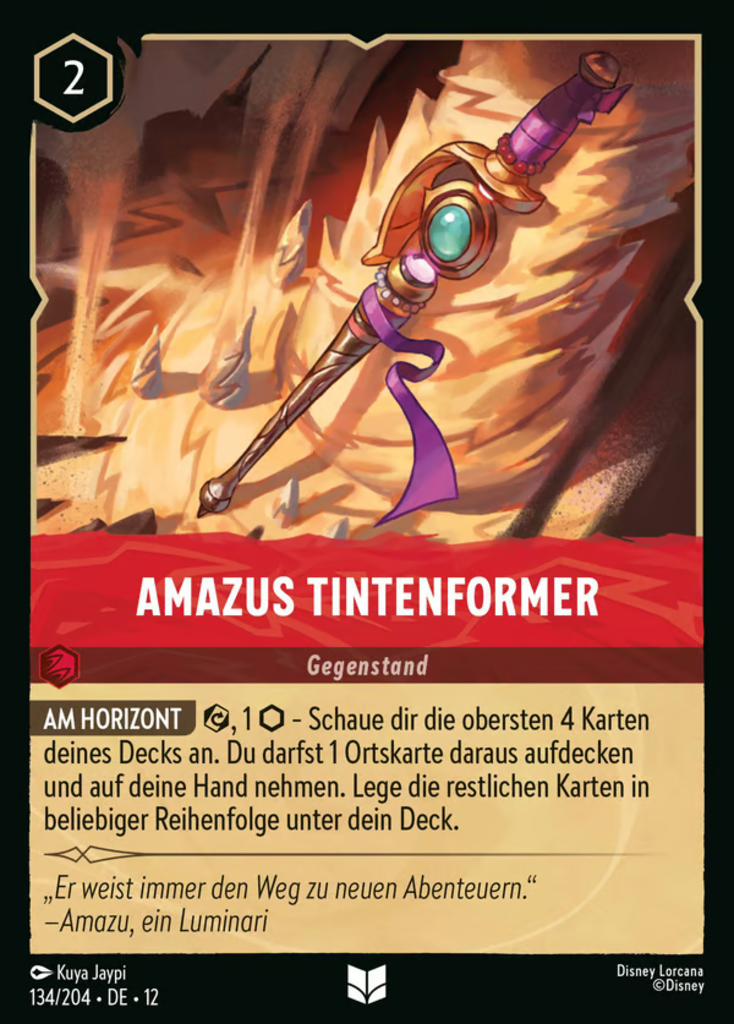 2
AMAZUS TINTENFORMER
Gegenstand
AM HORIZONT , 1 - Schaue dir die obersten 4 Karten
deines Decks an. Du darfst 1 Ortskarte daraus aufdecken
und auf deine Hand nehmen. Lege die restlichen Karten in
beliebiger Reihenfolge unter dein Deck.
„Er weist immer den Weg zu neuen Abenteuern.“
–Amazu, ein Luminari
Kuya Jaypi
134/204 • DE • 12
Disney Lorcana
©Disney